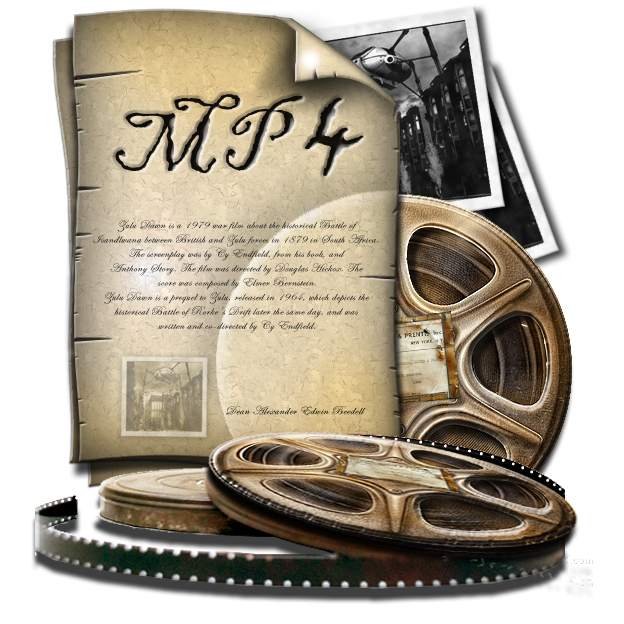 MP4
Zulu Dawn is a 1979 war film about the historical Battle of
Isandlwana between British and Zulu forces in 1879 in South Africa.
The screenplay was by Cy Endfield, from his book, and
Anthony Story. The film was directed by Douglas Hickox. The
score was composed by Elmer Bernstein.
Zulu Dawn is a prequel to Zulu, released in 1964, which depicts the
historical Battle of Rorke's Drift later the same day, and was
written and co-directed by Cy Endfield.
Dean Alexander Edwin Beedell
PRENTIS
NEW YORK, N.Y
.com